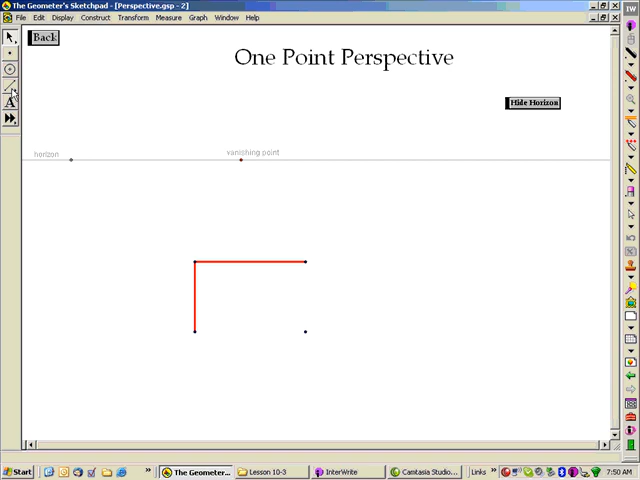 The Geometer's Sketchpad - [Perspective.gsp - 2]
File Edit Display Construct Transform Measure Graph Window Help
Back
One Point Perspective
Hide Horizon
horizon
vanishing point
A
Start
The Geometer...
Lesson 10-3
InterWrite
Camtasia Studio...
Links
7:50 AM